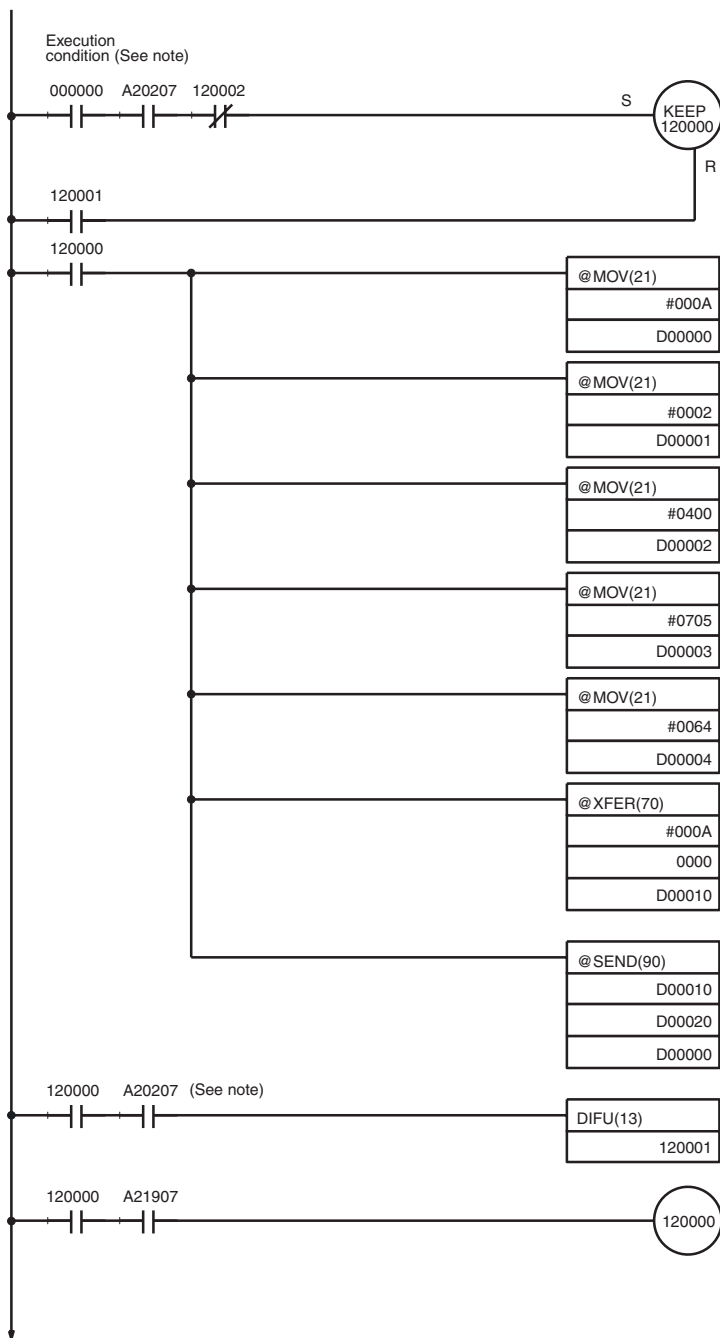 Execution
condition (See note)
000000 A20207 120002
S
KEEP
120000
R
120001
120000
@MOV(21)
#000A
D00000
@MOV(21)
#0002
D00001
@MOV(21)
#0400
D00002
@MOV(21)
#0705
D00003
@MOV(21)
#0064
D00004
@XFER(70)
#000A
0000
D00010
@SEND(90)
D00010
D00020
D00000
120000 A20207 (See note)
DIFU(13)
120001
120000 A21907
120000